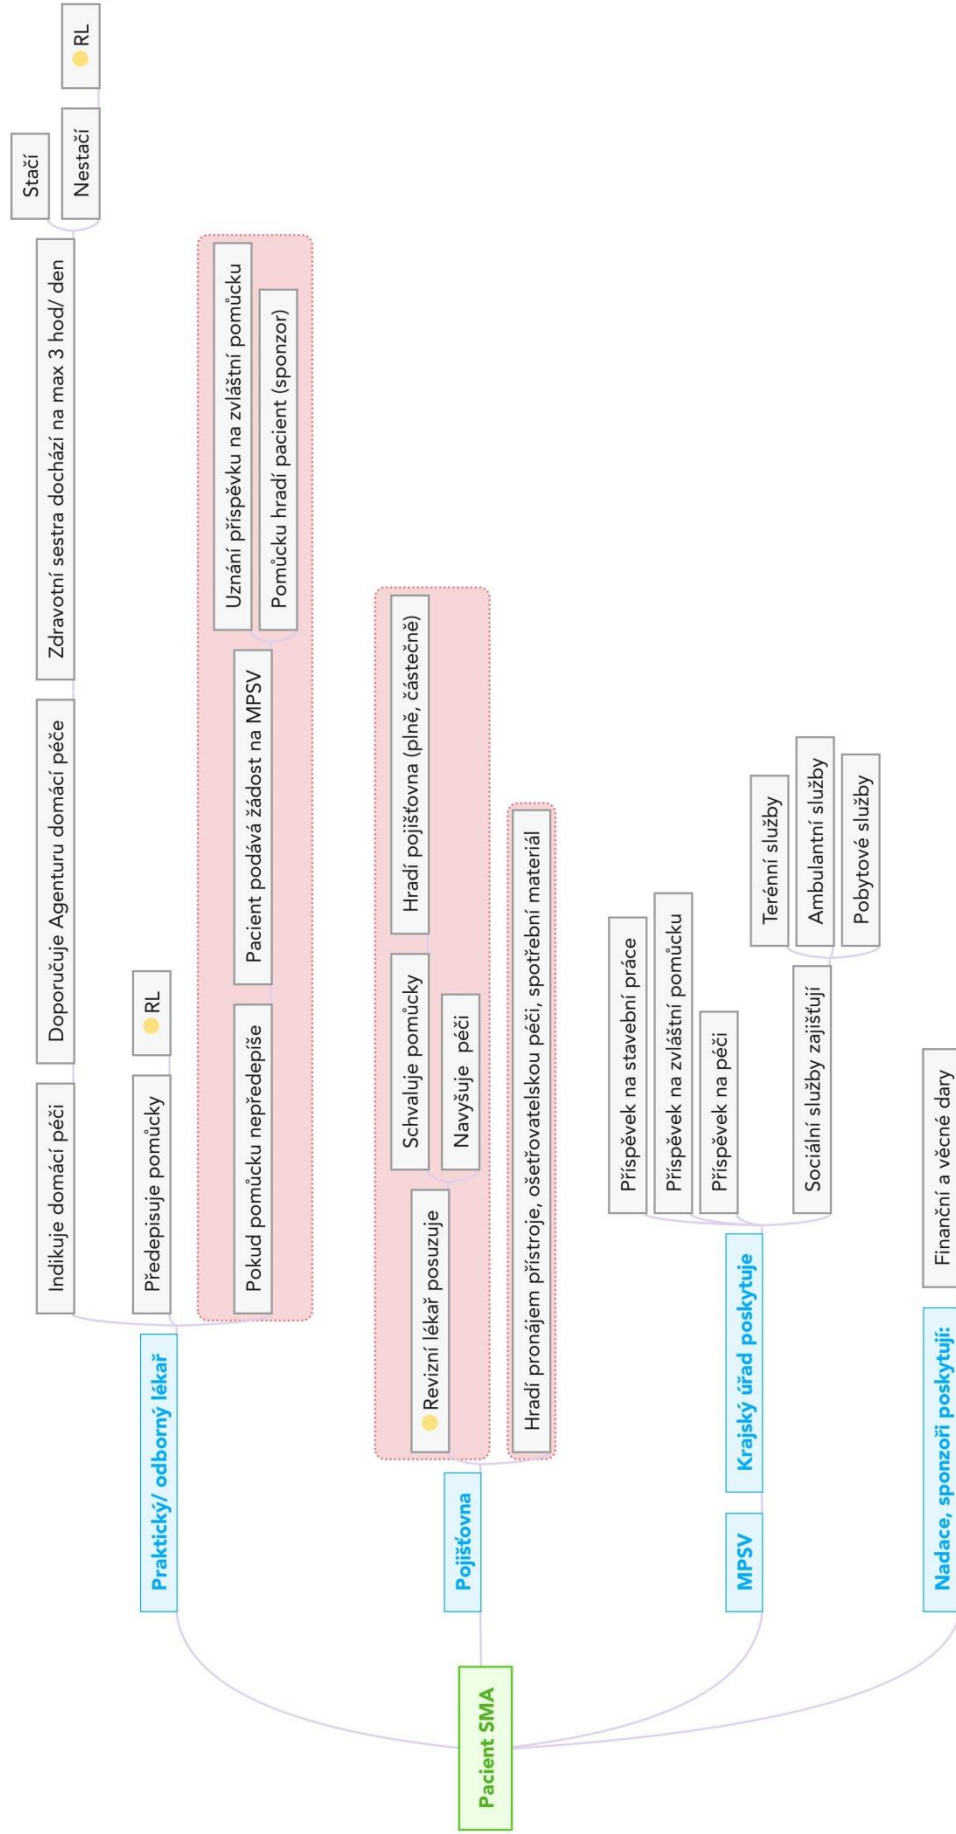 Pacient SMA
Praktický/ odborný lékař
Indikuje domácí péči
Doporučuje Agenturu domácí péče
Zdravotní sestra dochází na max 3 hod/ den
Stačí
Nestačí
RL
Předepisuje pomůcky
RL
Pokud pomůcku nepředepíše
Pacient podává žádost na MPSV
Uznání příspěvku na zvláštní pomůcku
Pomůcku hradí pacient (sponzor)
Pojišťovna
Revizní lékař posuzuje
Schvaluje pomůcky
Hradí pojišťovna (plně, částečně)
Navyšuje péči
Hradí pronájem přístroje, ošetřovatelskou péči, spotřební materiál
MPSV
Krajský úřad poskytuje
Příspěvek na stavební práce
Příspěvek na zvláštní pomůcku
Příspěvek na péči
Sociální služby zajišťují
Terénní služby
Ambulantní služby
Pobytové služby
Nadace, sponzoři poskytují:
Finanční a věcné dary